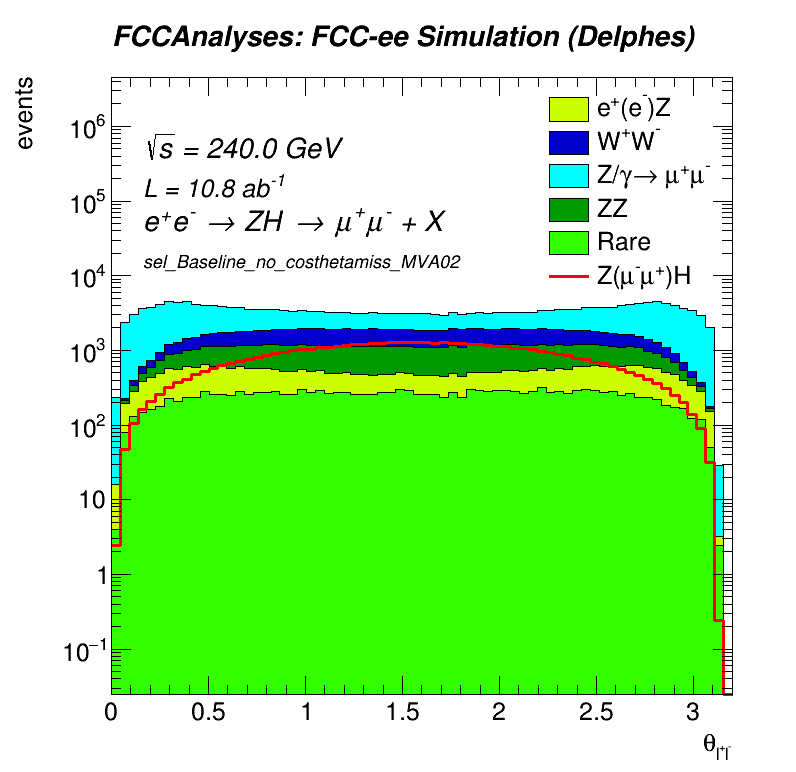 FCCAnalyses: FCC-ee Simulation (Delphes)
events
√s = 240.0 GeV
L = 10.8 ab⁻¹
e⁺e⁻ → ZH → μ⁺μ⁻ + X
sel_Baseline_no_costhetamiss_MVA02
e⁺(e⁻)Z
W⁺W⁻
Z/γ→ μ⁺μ⁻
ZZ
Rare
Z(μ⁻μ⁺)H
10⁶
10⁵
10⁴
10³
10²
10
1
10⁻¹
0 0.5 1 1.5 2 2.5 3
θ_l⁺l⁻